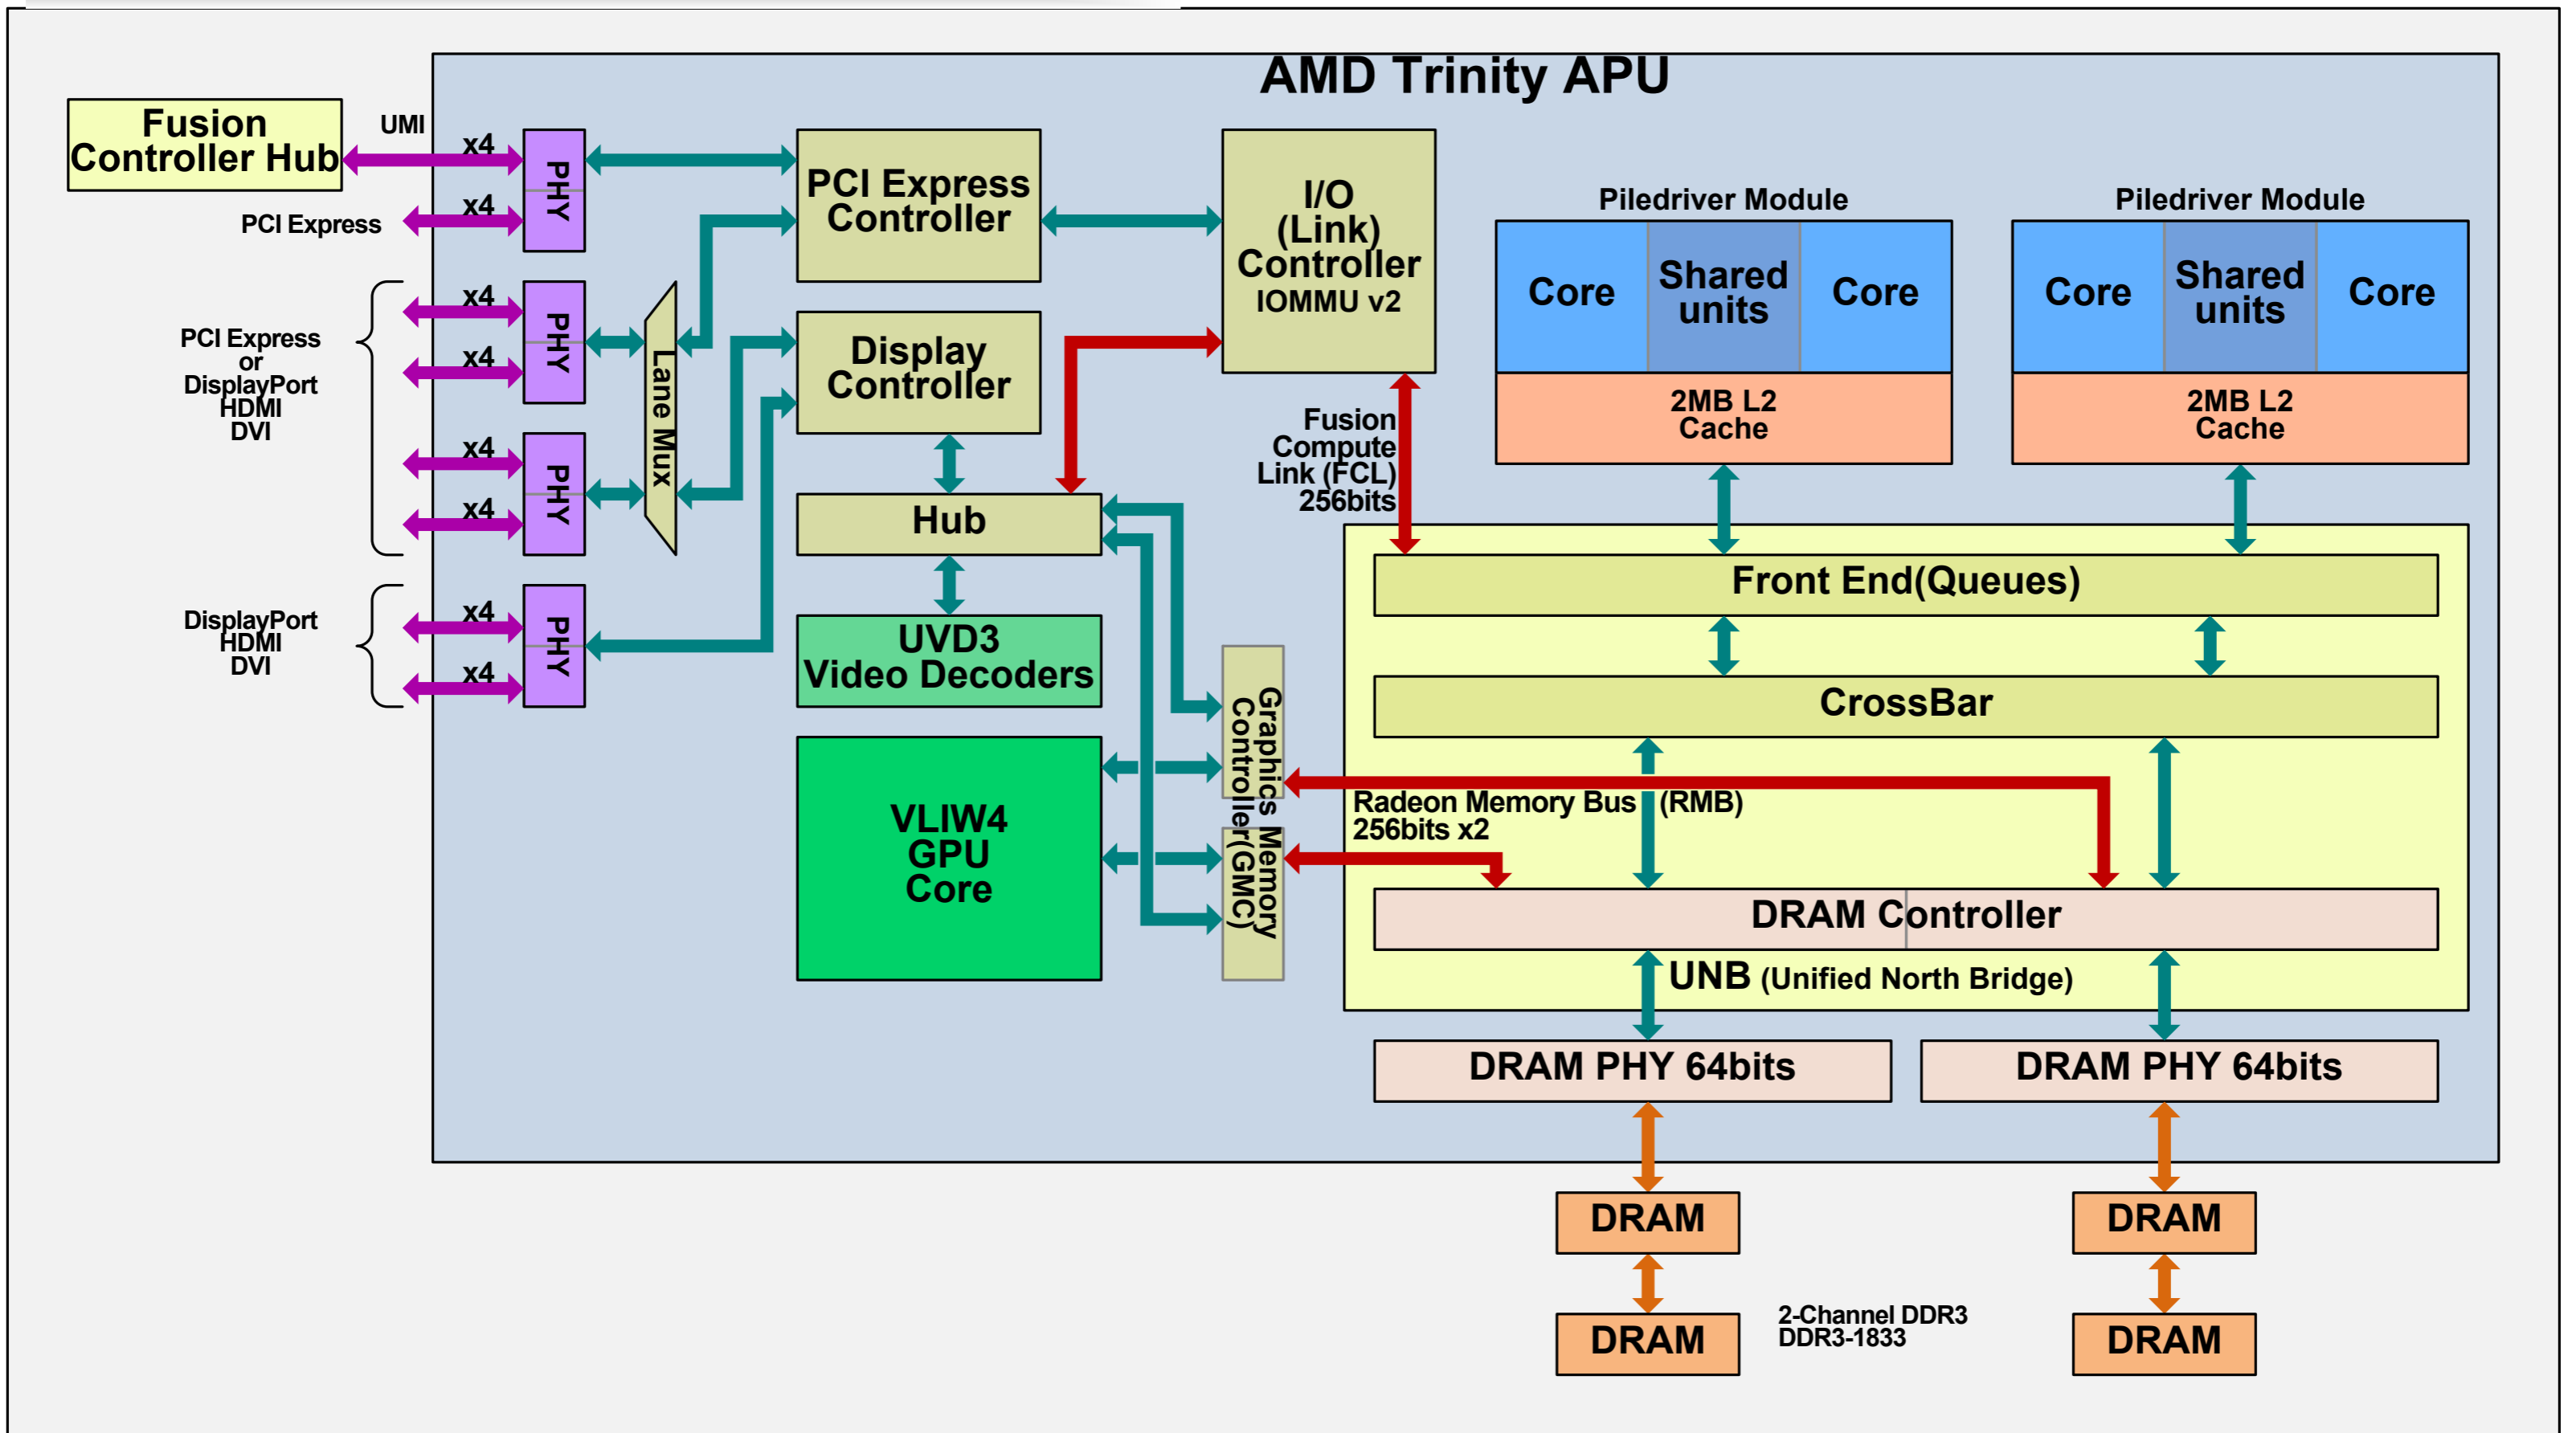 AMD Trinity APU
Fusion
Controller Hub
UMI
x4
x4
PCI Express
PHY
PCI Express
Controller
I/O
(Link)
Controller
IOMMU v2
Piledriver Module
Core
Shared
units
Core
2MB L2
Cache
Piledriver Module
Core
Shared
units
Core
2MB L2
Cache
PCI Express
or
DisplayPort
HDMI
DVI
x4
x4
PHY
x4
x4
PHY
Lane Mux
Display
Controller
Fusion
Compute
Link (FCL)
256bits
Hub
Front End(Queues)
DisplayPort
HDMI
DVI
x4
x4
PHY
UVD3
Video Decoders
CrossBar
VLIW4
GPU
Core
Graphics Memory
Controller(GMC)
Radeon Memory Bus (RMB)
256bits x2
DRAM Controller
UNB (Unified North Bridge)
DRAM PHY 64bits
DRAM PHY 64bits
DRAM
DRAM
DRAM
2-Channel DDR3
DDR3-1833
DRAM